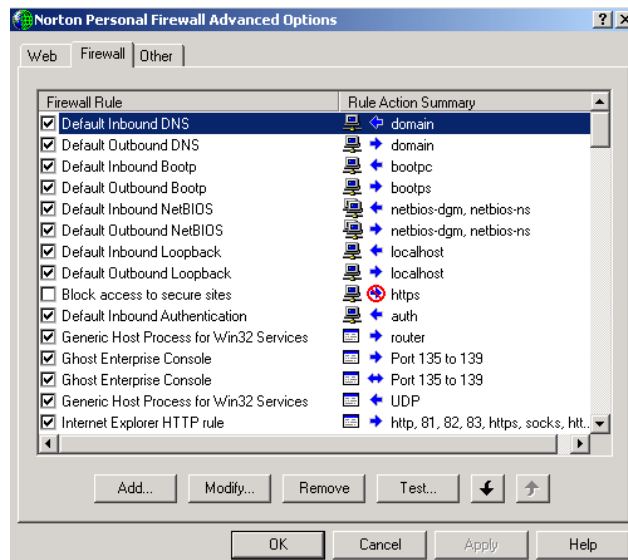 Norton Personal Firewall Advanced Options
Web Firewall Other
Firewall Rule Rule Action Summary
Default Inbound DNS domain
Default Outbound DNS domain
Default Inbound Bootp bootpc
Default Outbound Bootp bootps
Default Inbound NetBIOS netbios-dgm, netbios-ns
Default Outbound NetBIOS netbios-dgm, netbios-ns
Default Inbound Loopback localhost
Default Outbound Loopback localhost
Block access to secure sites https
Default Inbound Authentication auth
Generic Host Process for Win32 Services router
Ghost Enterprise Console Port 135 to 139
Ghost Enterprise Console Port 135 to 139
Generic Host Process for Win32 Services UDP
Internet Explorer HTTP rule http, 81, 82, 83, https, socks, htt..
Add... Modify... Remove Test...
OK Cancel Apply Help